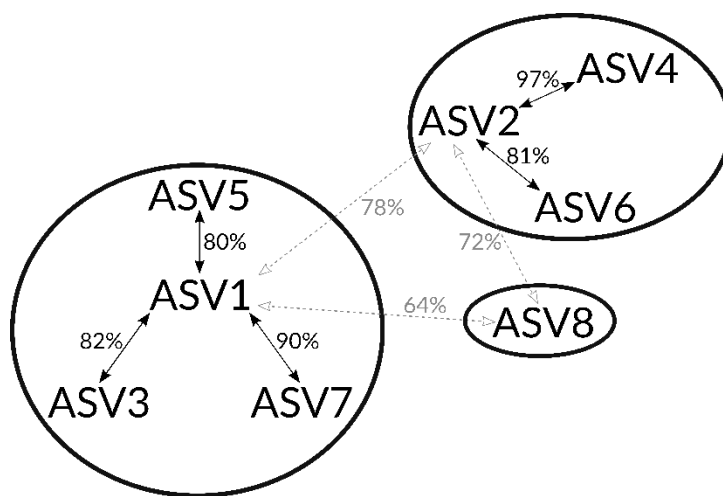 97% ASV4
ASV2
81%
ASV6
ASV5
78%
80%
72%
ASV1
64%
ASV8
82%
90%
ASV3
ASV7